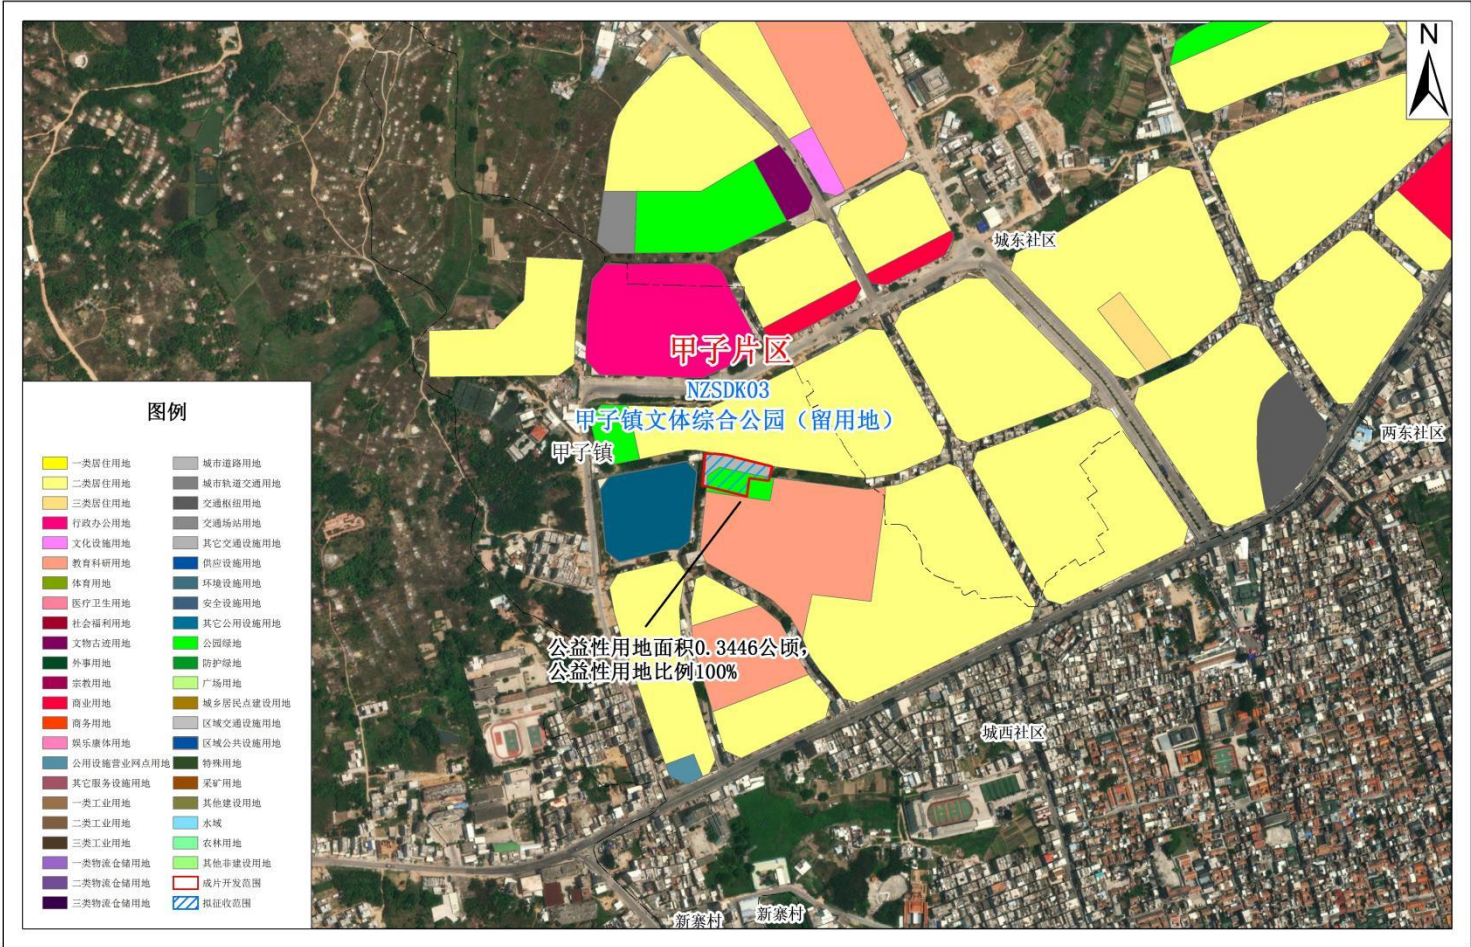 N
城东社区
甲子片区
NZSDK03
甲子镇文体综合公园（留用地）
甲子镇
两东社区
公益性用地面积0.3446公顷，
公益性用地比例100%
城西社区
新寨村
新寨村
图例
一类居住用地
二类居住用地
三类居住用地
行政办公用地
文化设施用地
教育科研用地
体育用地
医疗卫生用地
社会福利用地
文物古迹用地
外事用地
宗教用地
商业用地
商务用地
娱乐康体用地
公用设施营业网点用地
其它服务设施用地
一类工业用地
二类工业用地
三类工业用地
一类物流仓储用地
二类物流仓储用地
三类物流仓储用地
城市道路用地
城市轨道交通用地
交通枢纽用地
交通场站用地
其它交通设施用地
供应设施用地
环境设施用地
安全设施用地
其它公用设施用地
公园绿地
防护绿地
广场用地
城乡居民点建设用地
区域交通设施用地
区域公共设施用地
特殊用地
采矿用地
其他建设用地
水域
农林用地
其他非建设用地
成片开发范围
拟征收范围